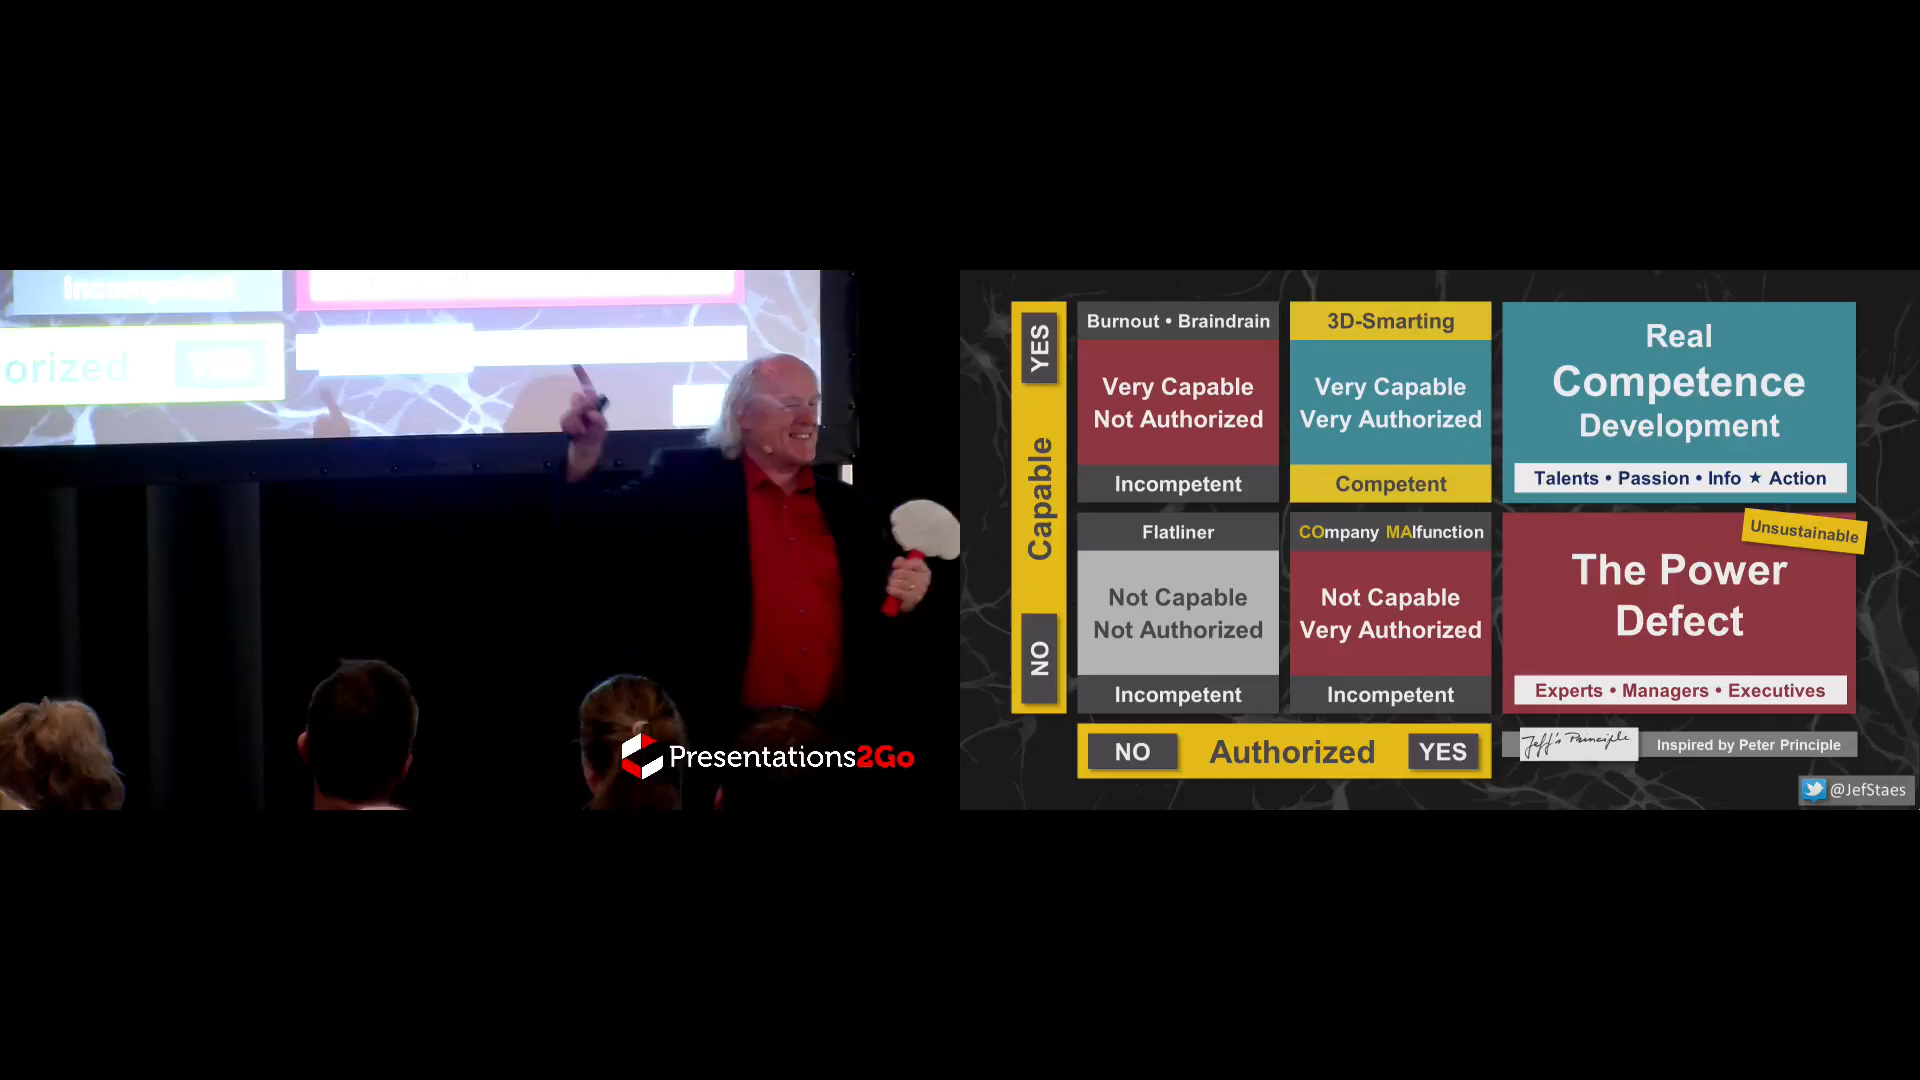 Incompetent
orized YES
Presentations2Go
YES
Capable
NO
Burnout • Braindrain
Very Capable
Not Authorized
Incompetent
3D-Smarting
Very Capable
Very Authorized
Competent
Real
Competence
Development
Talents • Passion • Info ★ Action
Flatliner
Not Capable
Not Authorized
Incompetent
COmpany MAlfunction
Not Capable
Very Authorized
Incompetent
Unsustainable
The Power
Defect
Experts • Managers • Executives
NO Authorized YES
Jeff's Principle
Inspired by Peter Principle
@JefStaes